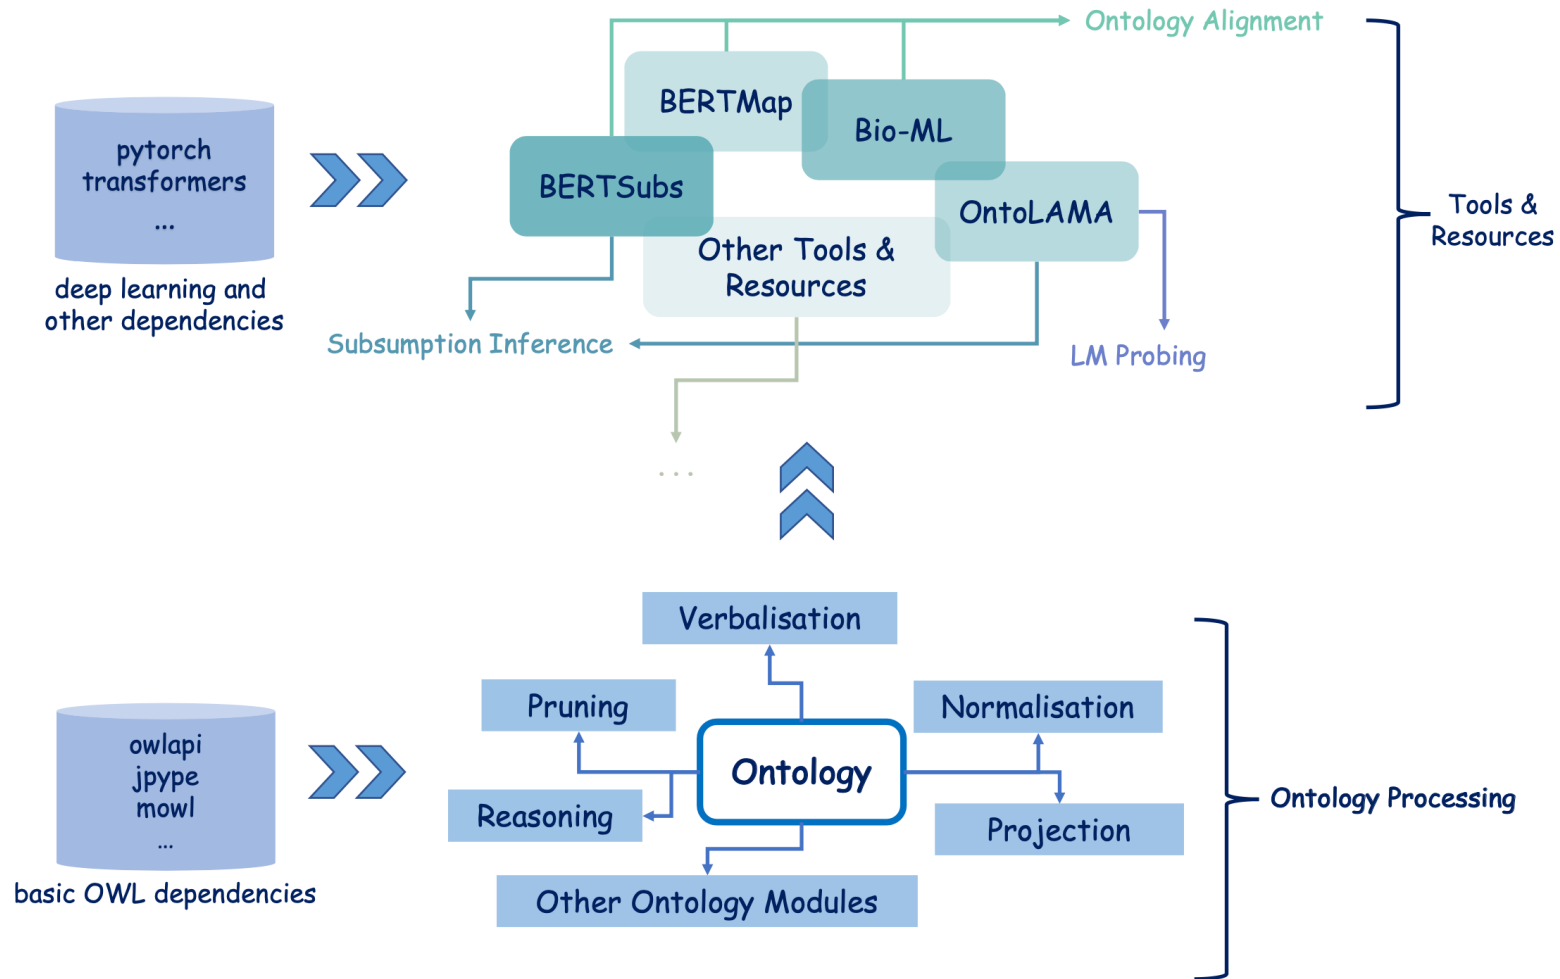 Ontology Alignment
BERTMap
Bio-ML
BERTSubs
OntoLAMA
Other Tools &
Resources
Subsumption Inference
LM Probing
...
pytorch
transformers
...
deep learning and
other dependencies
Tools &
Resources
Verbalisation
Pruning
Normalisation
Ontology
Reasoning
Projection
Other Ontology Modules
owlapi
jpype
mowl
...
basic OWL dependencies
Ontology Processing